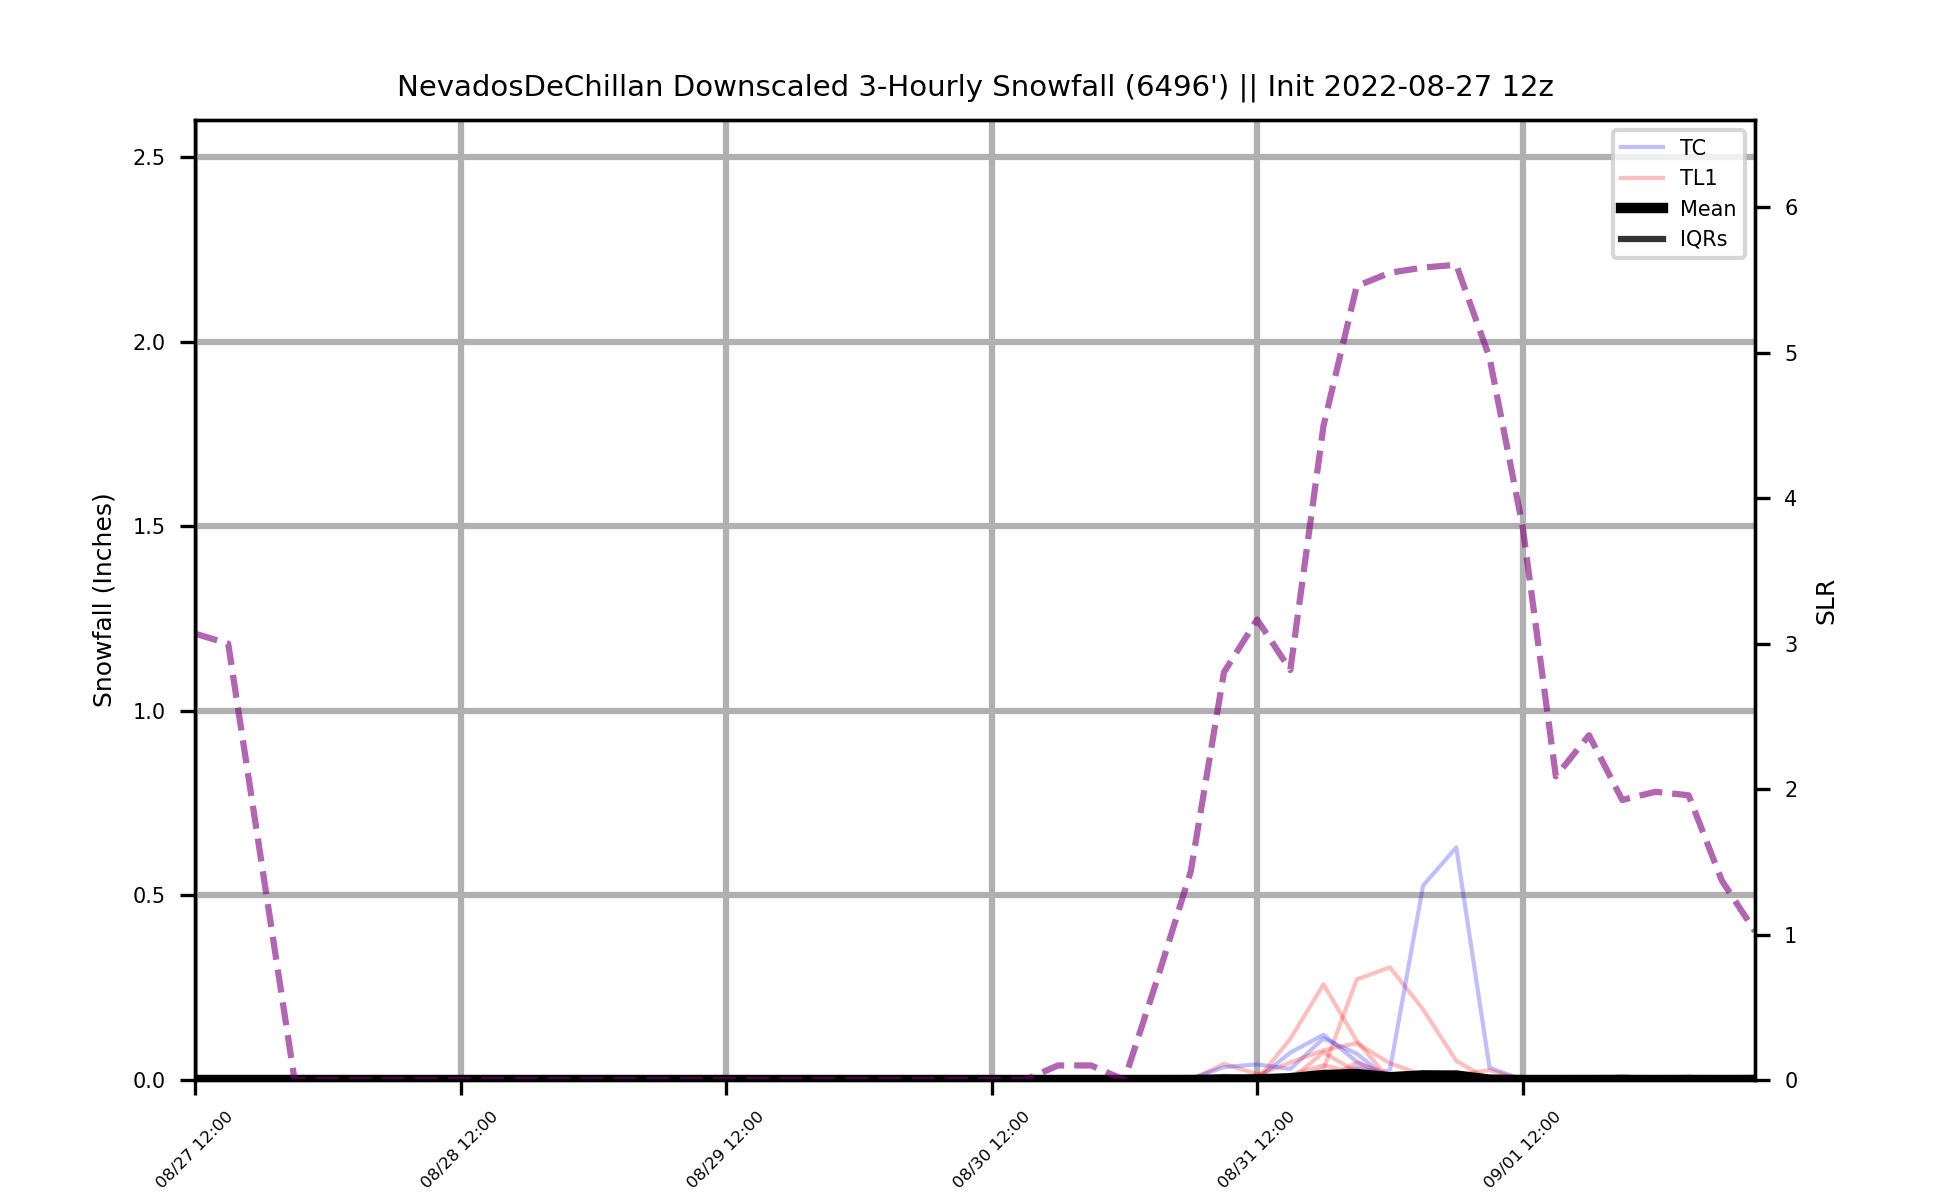 NevadosDeChillan Downscaled 3-Hourly Snowfall (6496') || Init 2022-08-27 12z
TC
TL1
Mean
IQRs
Snowfall (Inches)
2.5
2.0
1.5
1.0
0.5
0.0
6
5
4
3
2
1
0
SLR
08/27 12:00
08/28 12:00
08/29 12:00
08/30 12:00
08/31 12:00
09/01 12:00